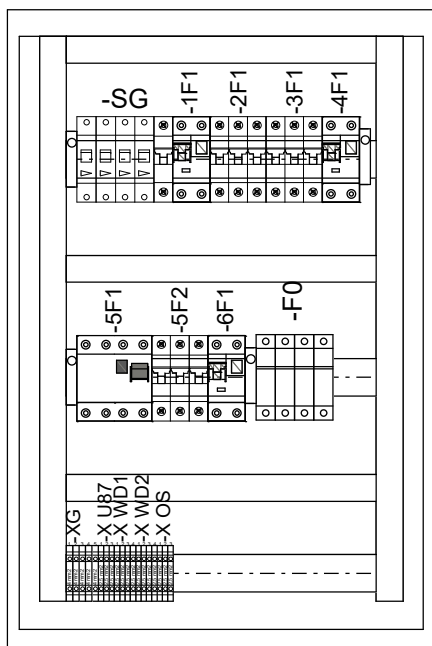 -SG
-1F1
-2F1
-3F1
-4F1
-5F1
-5F2
-6F1
-F0
-XG
-X U87
-X WD1
-X WD2
-X OS